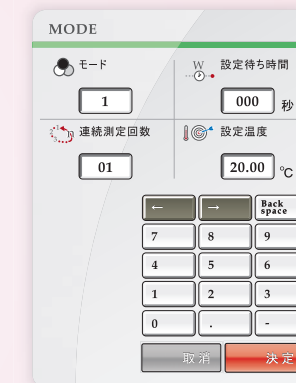 MODE
モード
W 設定待ち時間
1
000 秒
連続測定回数
設定温度
01
20.00 ℃
← → Back space
7 8 9
4 5 6
1 2 3
0 . -
取消 決定